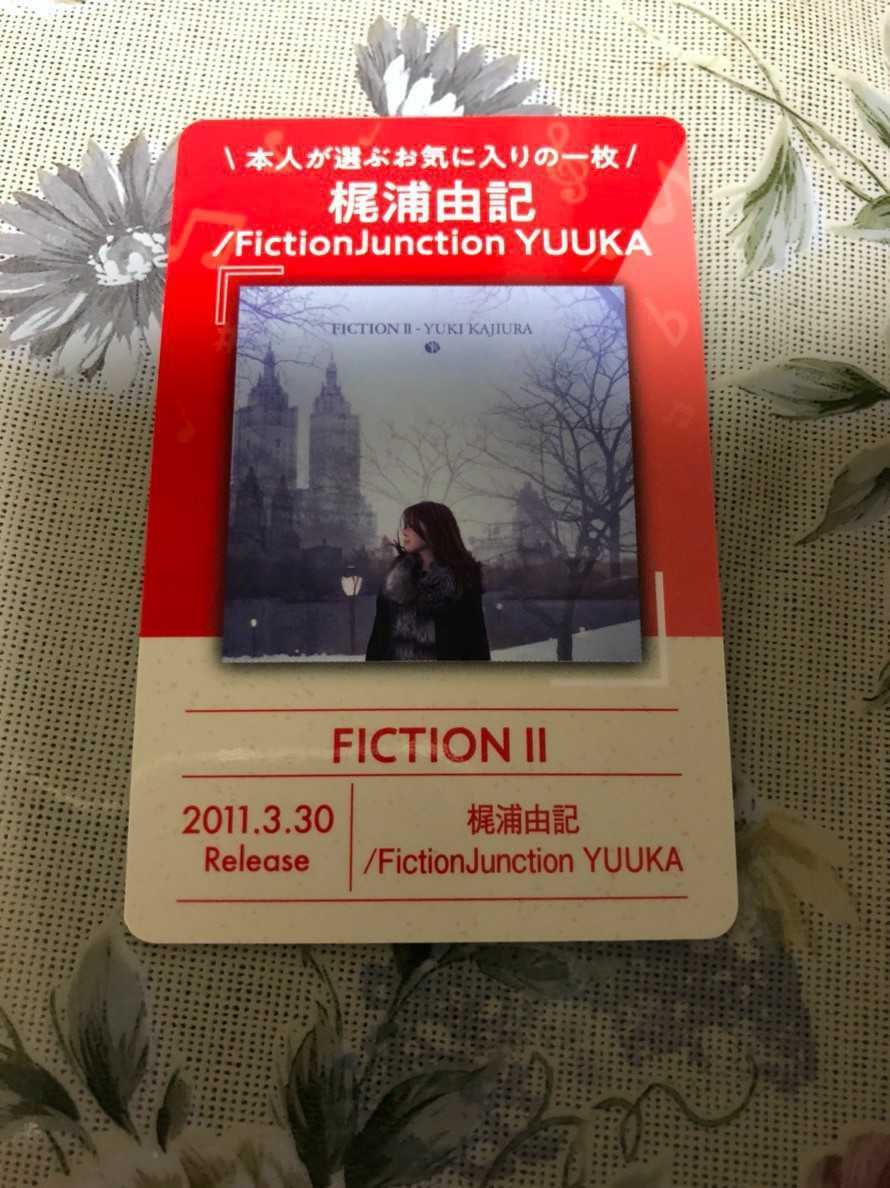 \ 本人が選ぶお気に入りの一枚 /
梶浦由記
/FictionJunction YUUKA
FICTION II - YUKI KAJIURA
FICTION II
2011.3.30
Release
梶浦由記
/FictionJunction YUUKA